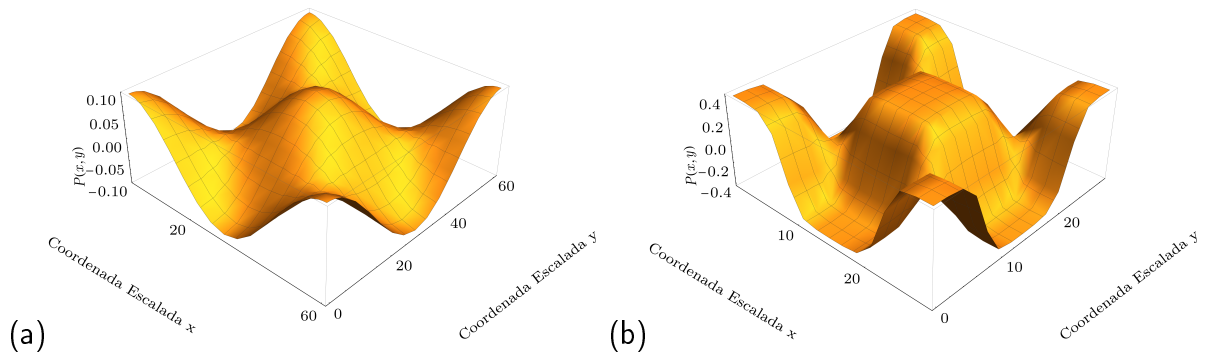 0.10
0.05
0.00
−0.05
−0.10
P(x, y)
20
60
0
20
40
60
Coordenada Escalada x
Coordenada Escalada y
(a)
0.4
0.2
0.0
−0.2
−0.4
P(x, y)
10
20
0
10
20
Coordenada Escalada x
Coordenada Escalada y
(b)